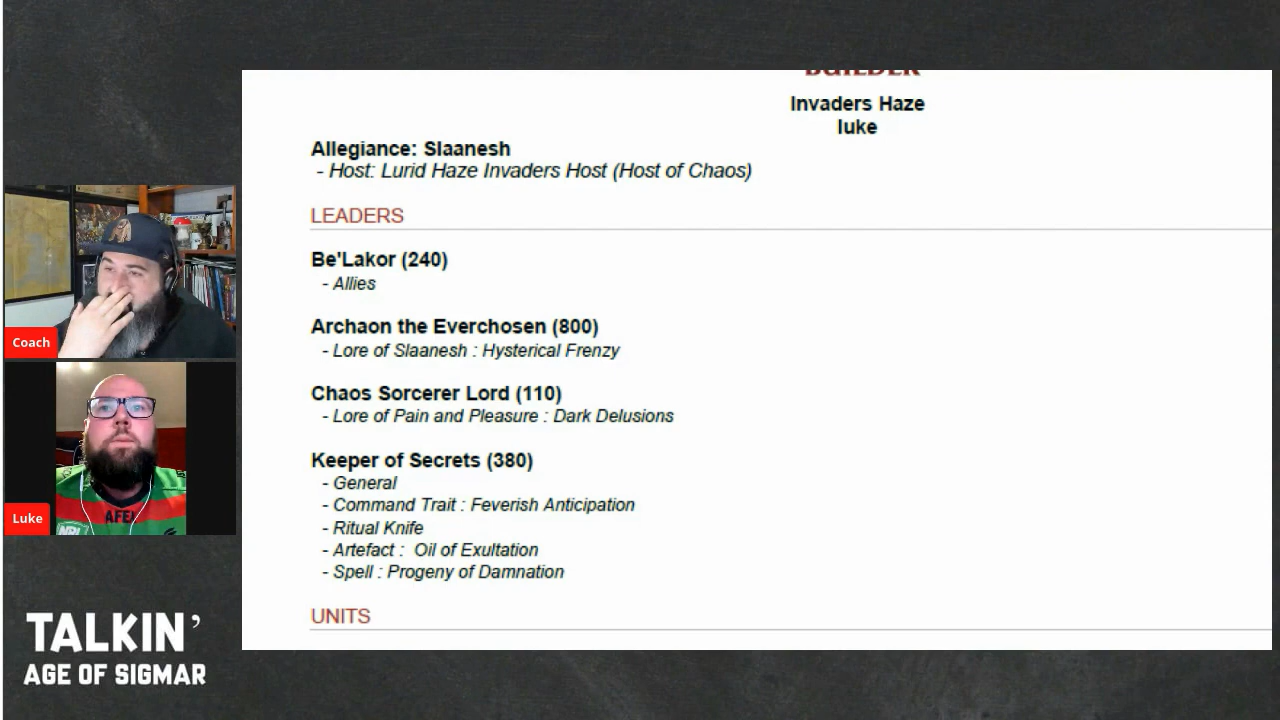 BUILDER
Invaders Haze
luke
Allegiance: Slaanesh
- Host: Lurid Haze Invaders Host (Host of Chaos)
LEADERS
Be'Lakor (240)
- Allies
Archaon the Everchosen (800)
- Lore of Slaanesh : Hysterical Frenzy
Chaos Sorcerer Lord (110)
- Lore of Pain and Pleasure : Dark Delusions
Keeper of Secrets (380)
- General
- Command Trait : Feverish Anticipation
- Ritual Knife
- Artefact : Oil of Exultation
- Spell : Progeny of Damnation
UNITS
Coach
Luke
NRL
TALKIN'
AGE OF SIGMAR